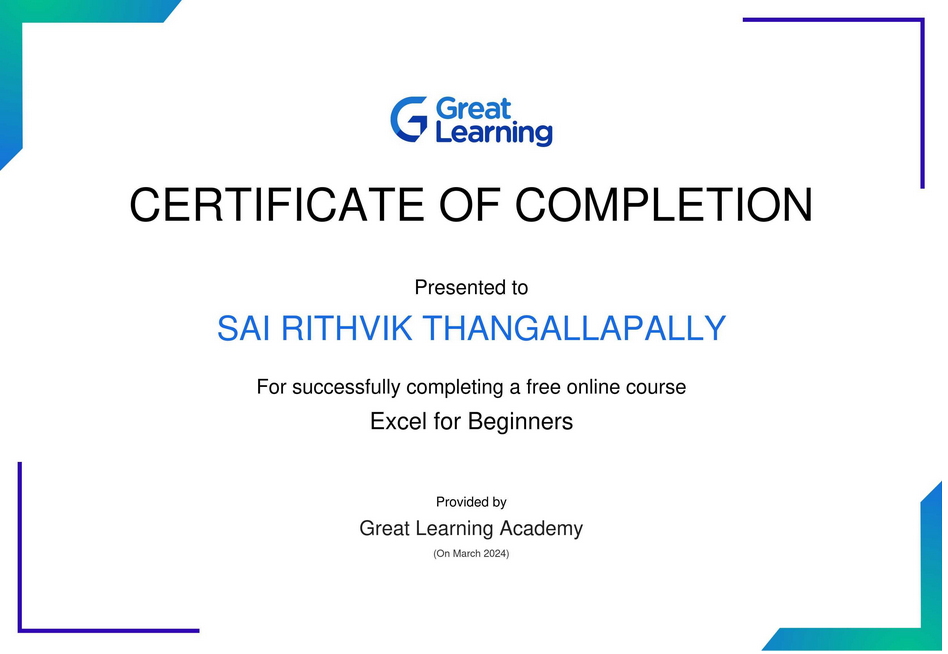 Great
Learning
CERTIFICATE OF COMPLETION
Presented to
SAI RITHVIK THANGALLAPALLY
For successfully completing a free online course
Excel for Beginners
Provided by
Great Learning Academy
(On March 2024)